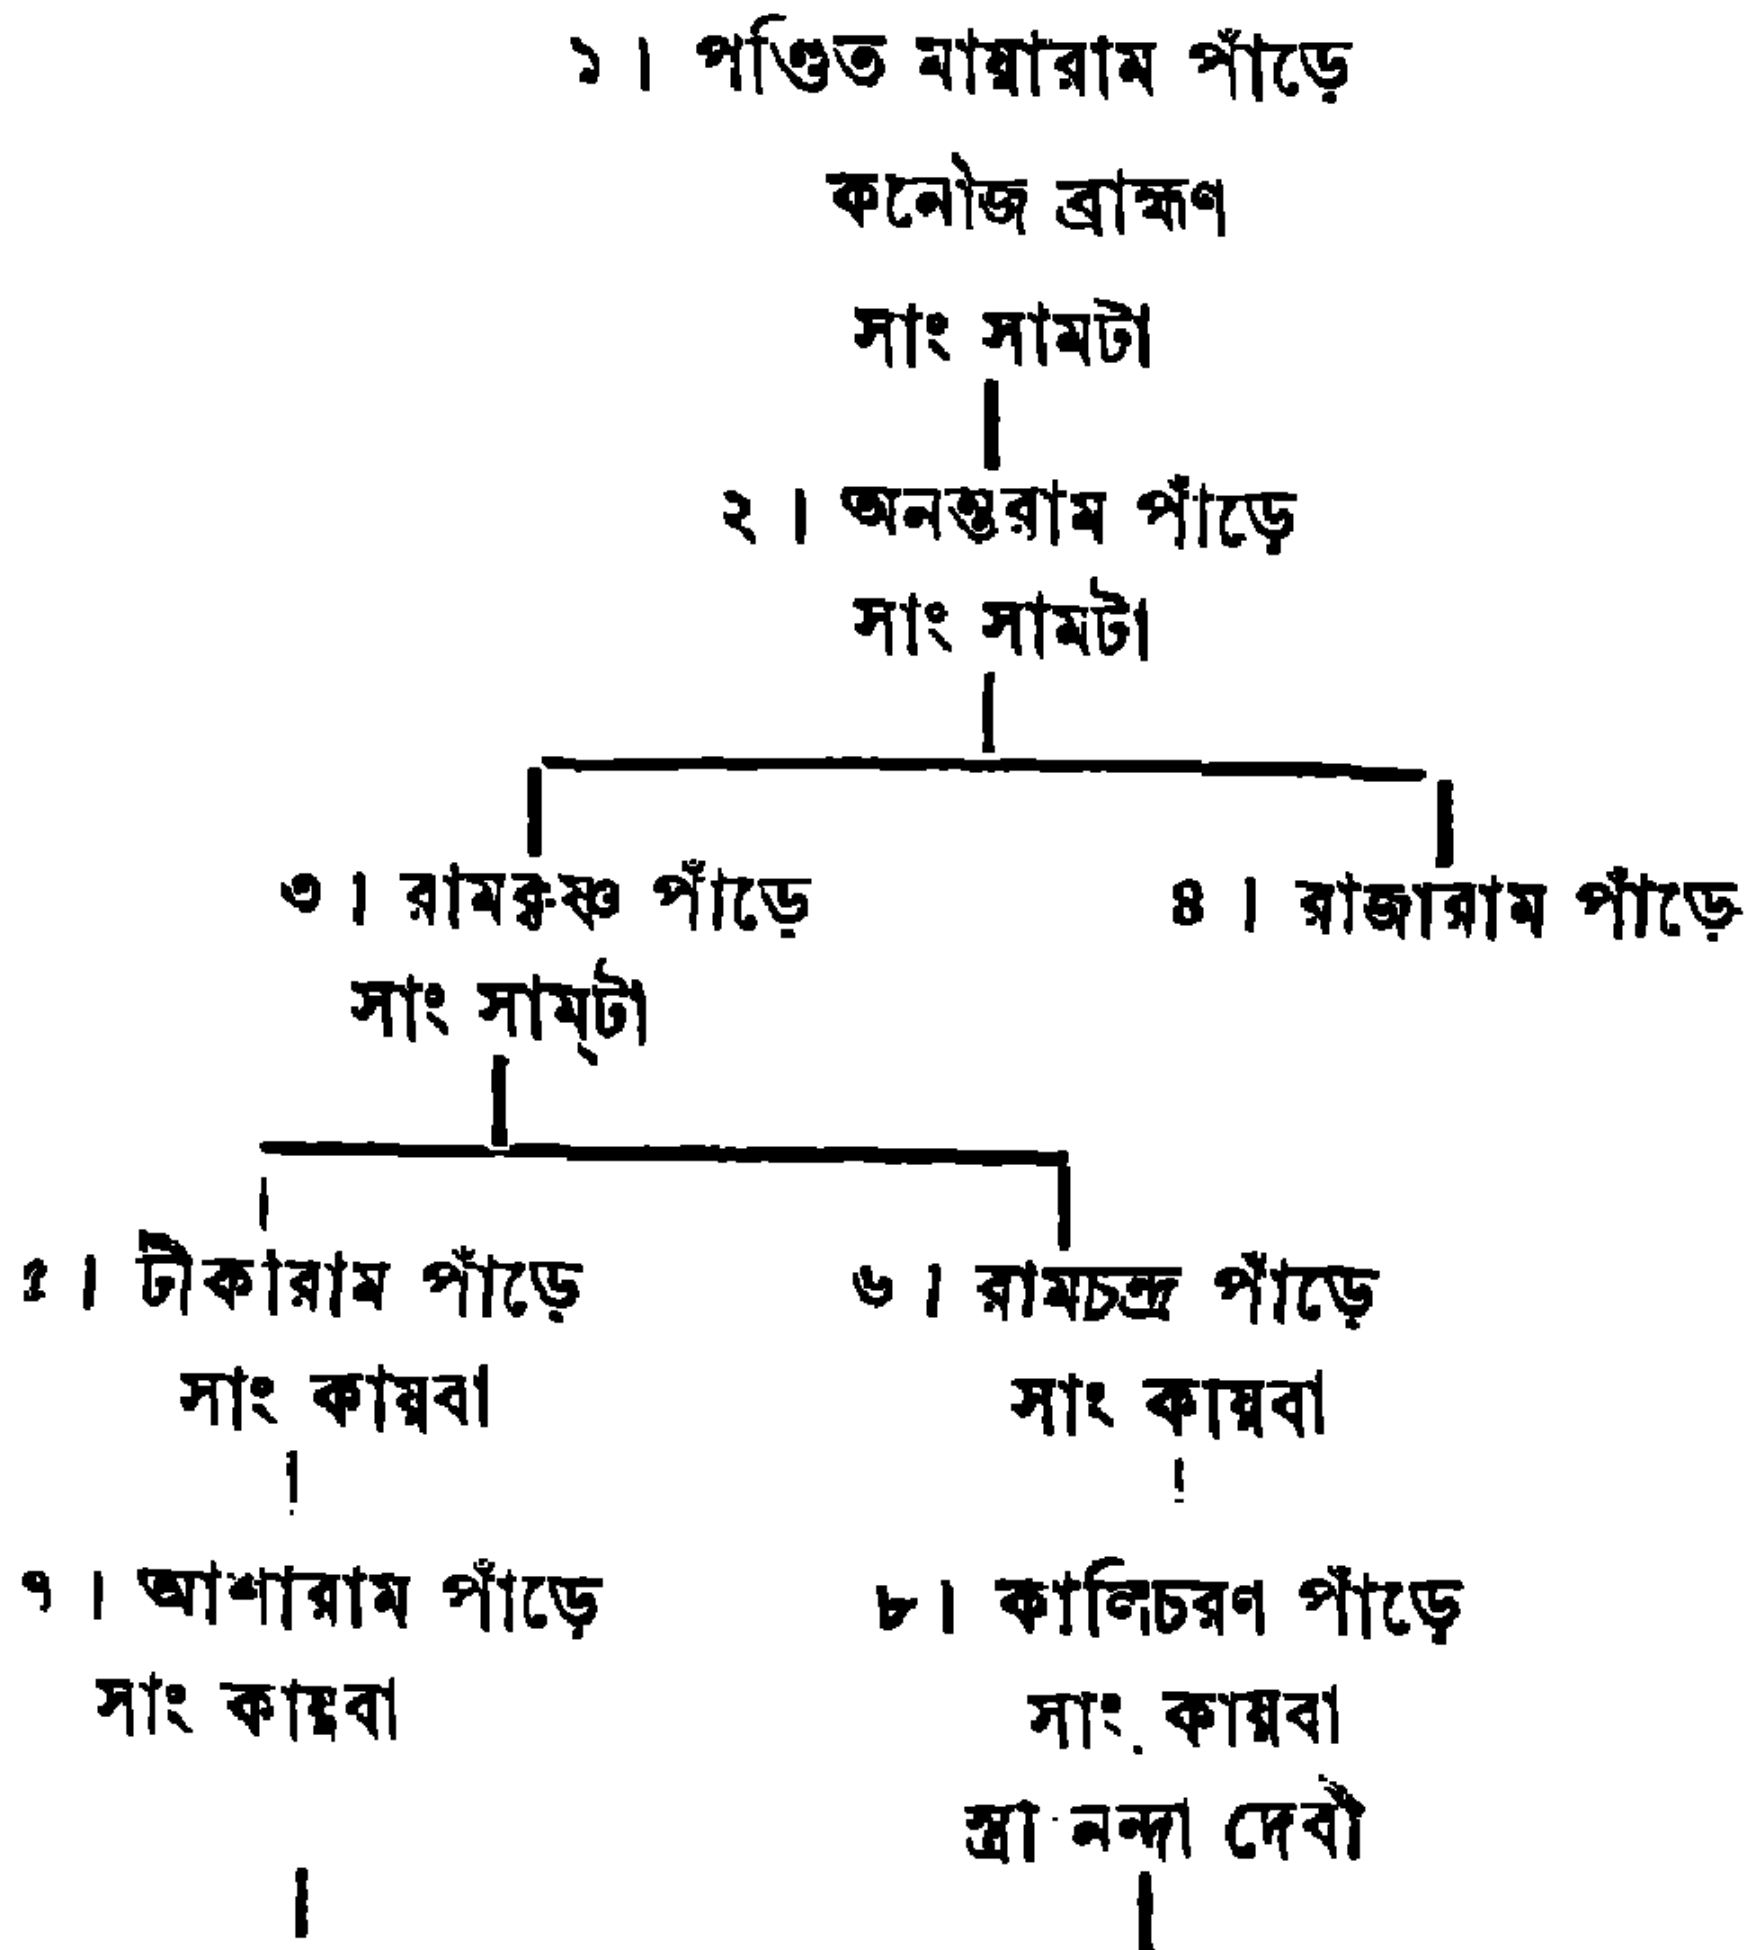 ১। পণ্ডিত মায়ারাম পাঁড়ে
কনৌজ ব্রাহ্মণ
সাং সামটা
২। অনন্তরাম পাঁড়ে
সাং সামটা
৩। রামকৃষ্ণ পাঁড়ে ৪। রাজারাম পাঁড়ে
সাং সাম্‌টা
৫। টীকারাম পাঁড়ে ৬। রামচন্দ্র পাঁড়ে
সাং কায়বা সাং কায়বা
৭। আশারাম পাঁড়ে ৮। কালিচরণ পাঁড়ে
সাং কায়বা সাং কায়বা
স্ত্রী নন্দা দেবী